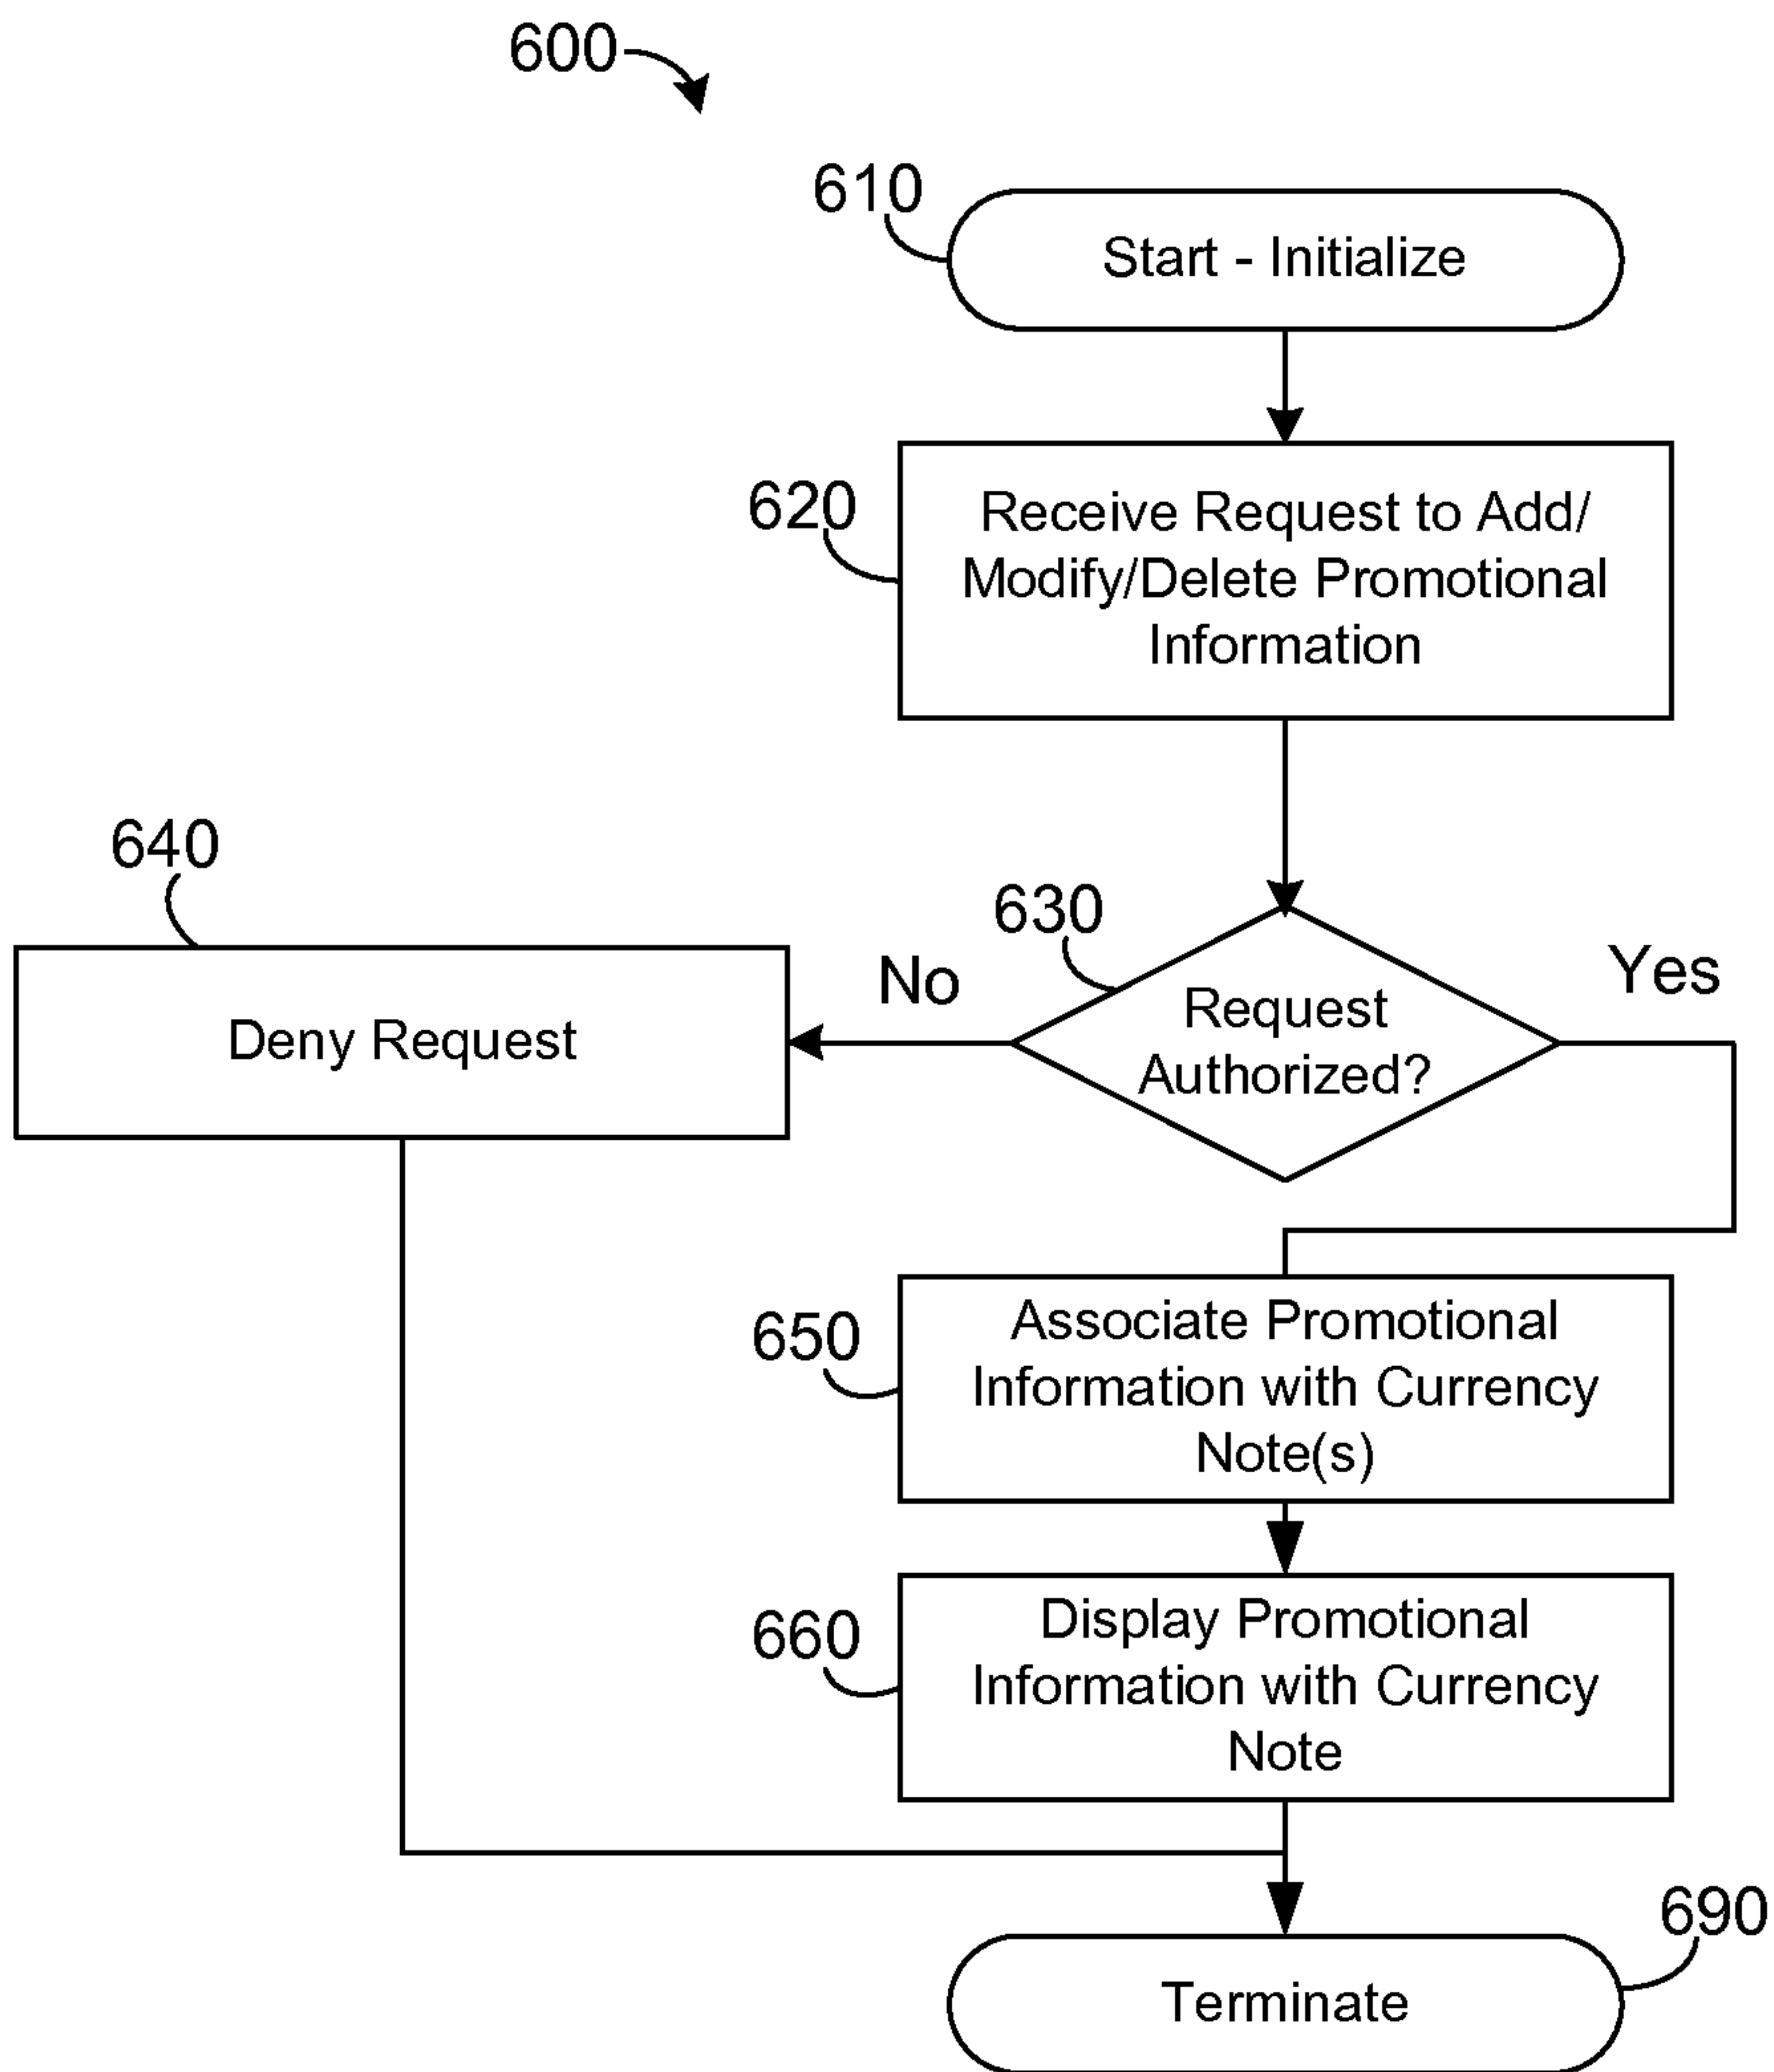 600
610
Start - Initialize
620
Receive Request to Add/
Modify/Delete Promotional
Information
640
630
No
Yes
Deny Request
Request
Authorized?
650
Associate Promotional
Information with Currency
Note(s)
660
Display Promotional
Information with Currency
Note
690
Terminate